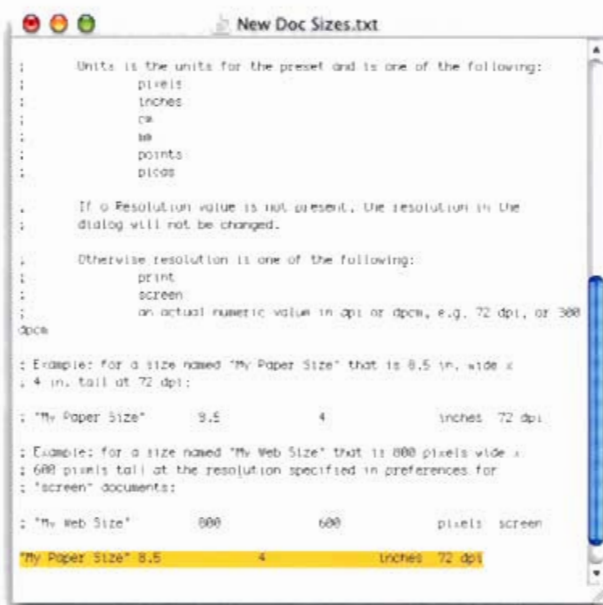 New Doc Sizes.txt
; Units is the units for the preset and is one of the following:
; pixels
; inches
; cm
; mm
; points
; picas
; If a Resolution value is not present, the resolution in the
; dialog will not be changed.
; Otherwise resolution is one of the following:
; print
; screen
; an actual numeric value in dpi or dpcm, e.g. 72 dpi, or 300
dpcm
; Example: for a size named "My Paper Size" that is 8.5 in. wide x
; 4 in. tall at 72 dpi:
; "My Paper Size" 8.5 4 inches 72 dpi
; Example: for a size named "My Web Size" that is 800 pixels wide x
; 600 pixels tall at the resolution specified in preferences for
; "screen" documents:
; "My Web Size" 800 600 pixels screen
"My Paper Size" 8.5 4 inches 72 dpi